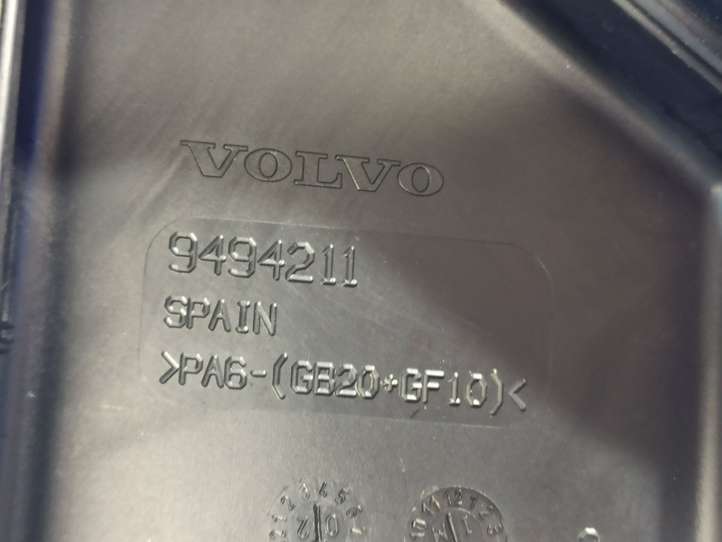 VOLVO
9494211
SPAIN
>PA6-(GB20+GF10)<